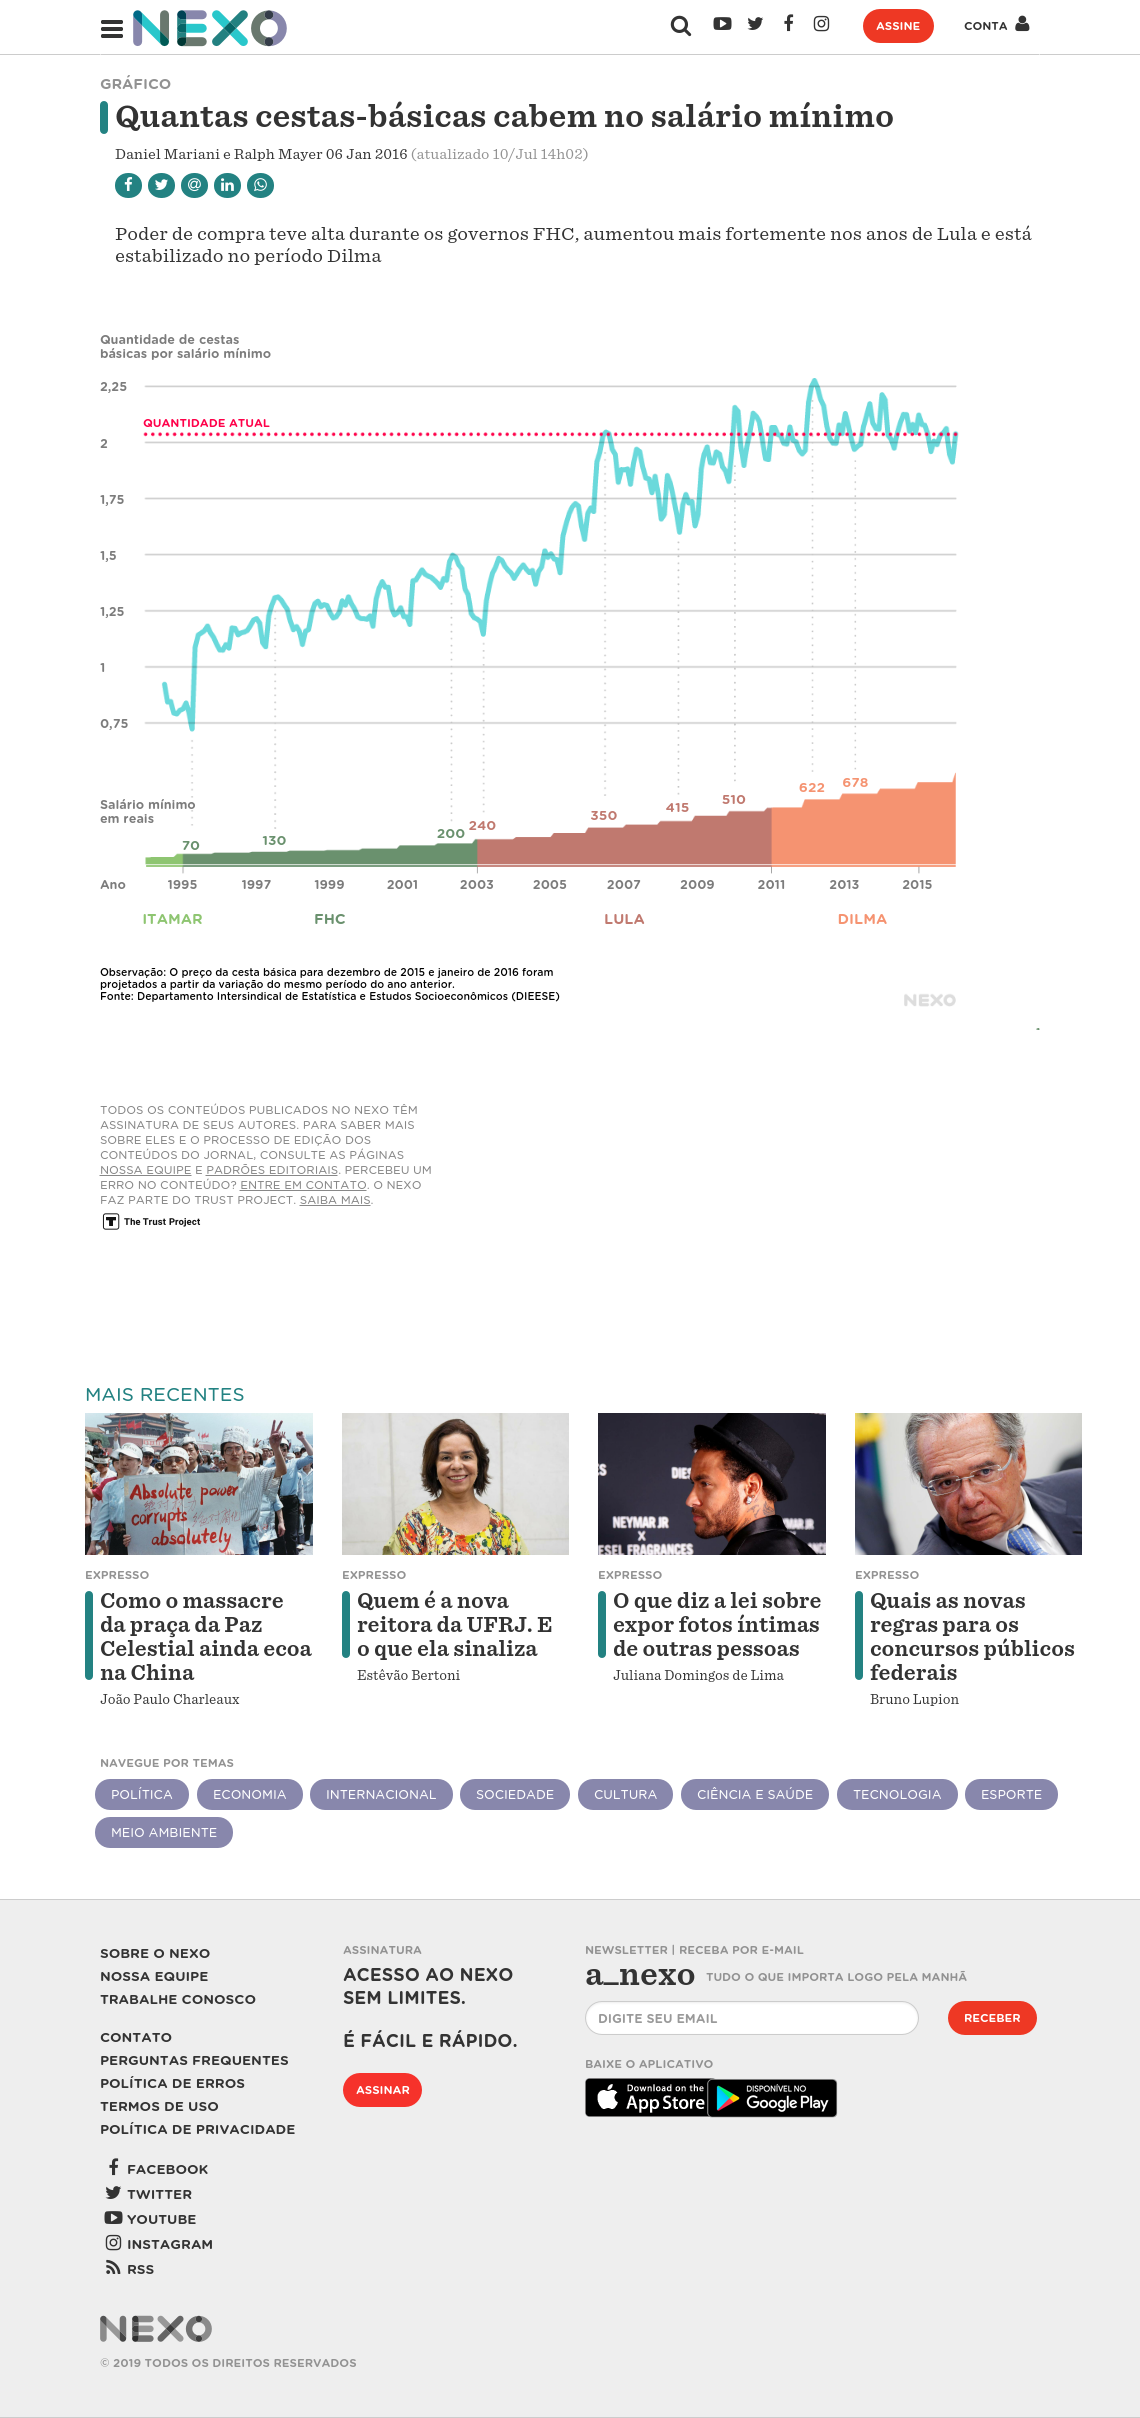 NEXO
ASSINE
CONTA
GRÁFICO
Quantas cestas-básicas cabem no salário mínimo
Daniel Mariani e Ralph Mayer 06 Jan 2016 (atualizado 10/Jul 14h02)
Poder de compra teve alta durante os governos FHC, aumentou mais fortemente nos anos de Lula e está
estabilizado no período Dilma
Quantidade de cestas
básicas por salário mínimo
2,25
QUANTIDADE ATUAL
2
1,75
1,5
1,25
1
0,75
Salário mínimo
em reais
70
130
200
240
350
415
510
622
678
Ano
1995
1997
1999
2001
2003
2005
2007
2009
2011
2013
2015
ITAMAR
FHC
LULA
DILMA
Observação: O preço da cesta básica para dezembro de 2015 e janeiro de 2016 foram
projetados a partir da variação do mesmo período do ano anterior.
Fonte: Departamento Intersindical de Estatística e Estudos Socioeconômicos (DIEESE)
NEXO
TODOS OS CONTEÚDOS PUBLICADOS NO NEXO TÊM
ASSINATURA DE SEUS AUTORES. PARA SABER MAIS
SOBRE ELES E O PROCESSO DE EDIÇÃO DOS
CONTEÚDOS DO JORNAL, CONSULTE AS PÁGINAS
NOSSA EQUIPE E PADRÕES EDITORIAIS. PERCEBEU UM
ERRO NO CONTEÚDO? ENTRE EM CONTATO. O NEXO
FAZ PARTE DO TRUST PROJECT. SAIBA MAIS.
T The Trust Project
MAIS RECENTES
Absolute power
corrupts
absolutely
DIES
NEYMAR JR
X
ESEL FRAGRANCES
YMAR JR
EXPRESSO
Como o massacre
da praça da Paz
Celestial ainda ecoa
na China
João Paulo Charleaux
EXPRESSO
Quem é a nova
reitora da UFRJ. E
o que ela sinaliza
Estêvão Bertoni
EXPRESSO
O que diz a lei sobre
expor fotos íntimas
de outras pessoas
Juliana Domingos de Lima
EXPRESSO
Quais as novas
regras para os
concursos públicos
federais
Bruno Lupion
NAVEGUE POR TEMAS
POLÍTICA
ECONOMIA
INTERNACIONAL
SOCIEDADE
CULTURA
CIÊNCIA E SAÚDE
TECNOLOGIA
ESPORTE
MEIO AMBIENTE
SOBRE O NEXO
NOSSA EQUIPE
TRABALHE CONOSCO
CONTATO
PERGUNTAS FREQUENTES
POLÍTICA DE ERROS
TERMOS DE USO
POLÍTICA DE PRIVACIDADE
FACEBOOK
TWITTER
YOUTUBE
INSTAGRAM
RSS
ASSINATURA
ACESSO AO NEXO
SEM LIMITES.
É FÁCIL E RÁPIDO.
ASSINAR
NEWSLETTER | RECEBA POR E-MAIL
a_nexo TUDO O QUE IMPORTA LOGO PELA MANHÃ
DIGITE SEU EMAIL
RECEBER
BAIXE O APLICATIVO
Download on the
App Store
DISPONÍVEL NO
Google Play
NEXO
© 2019 TODOS OS DIREITOS RESERVADOS